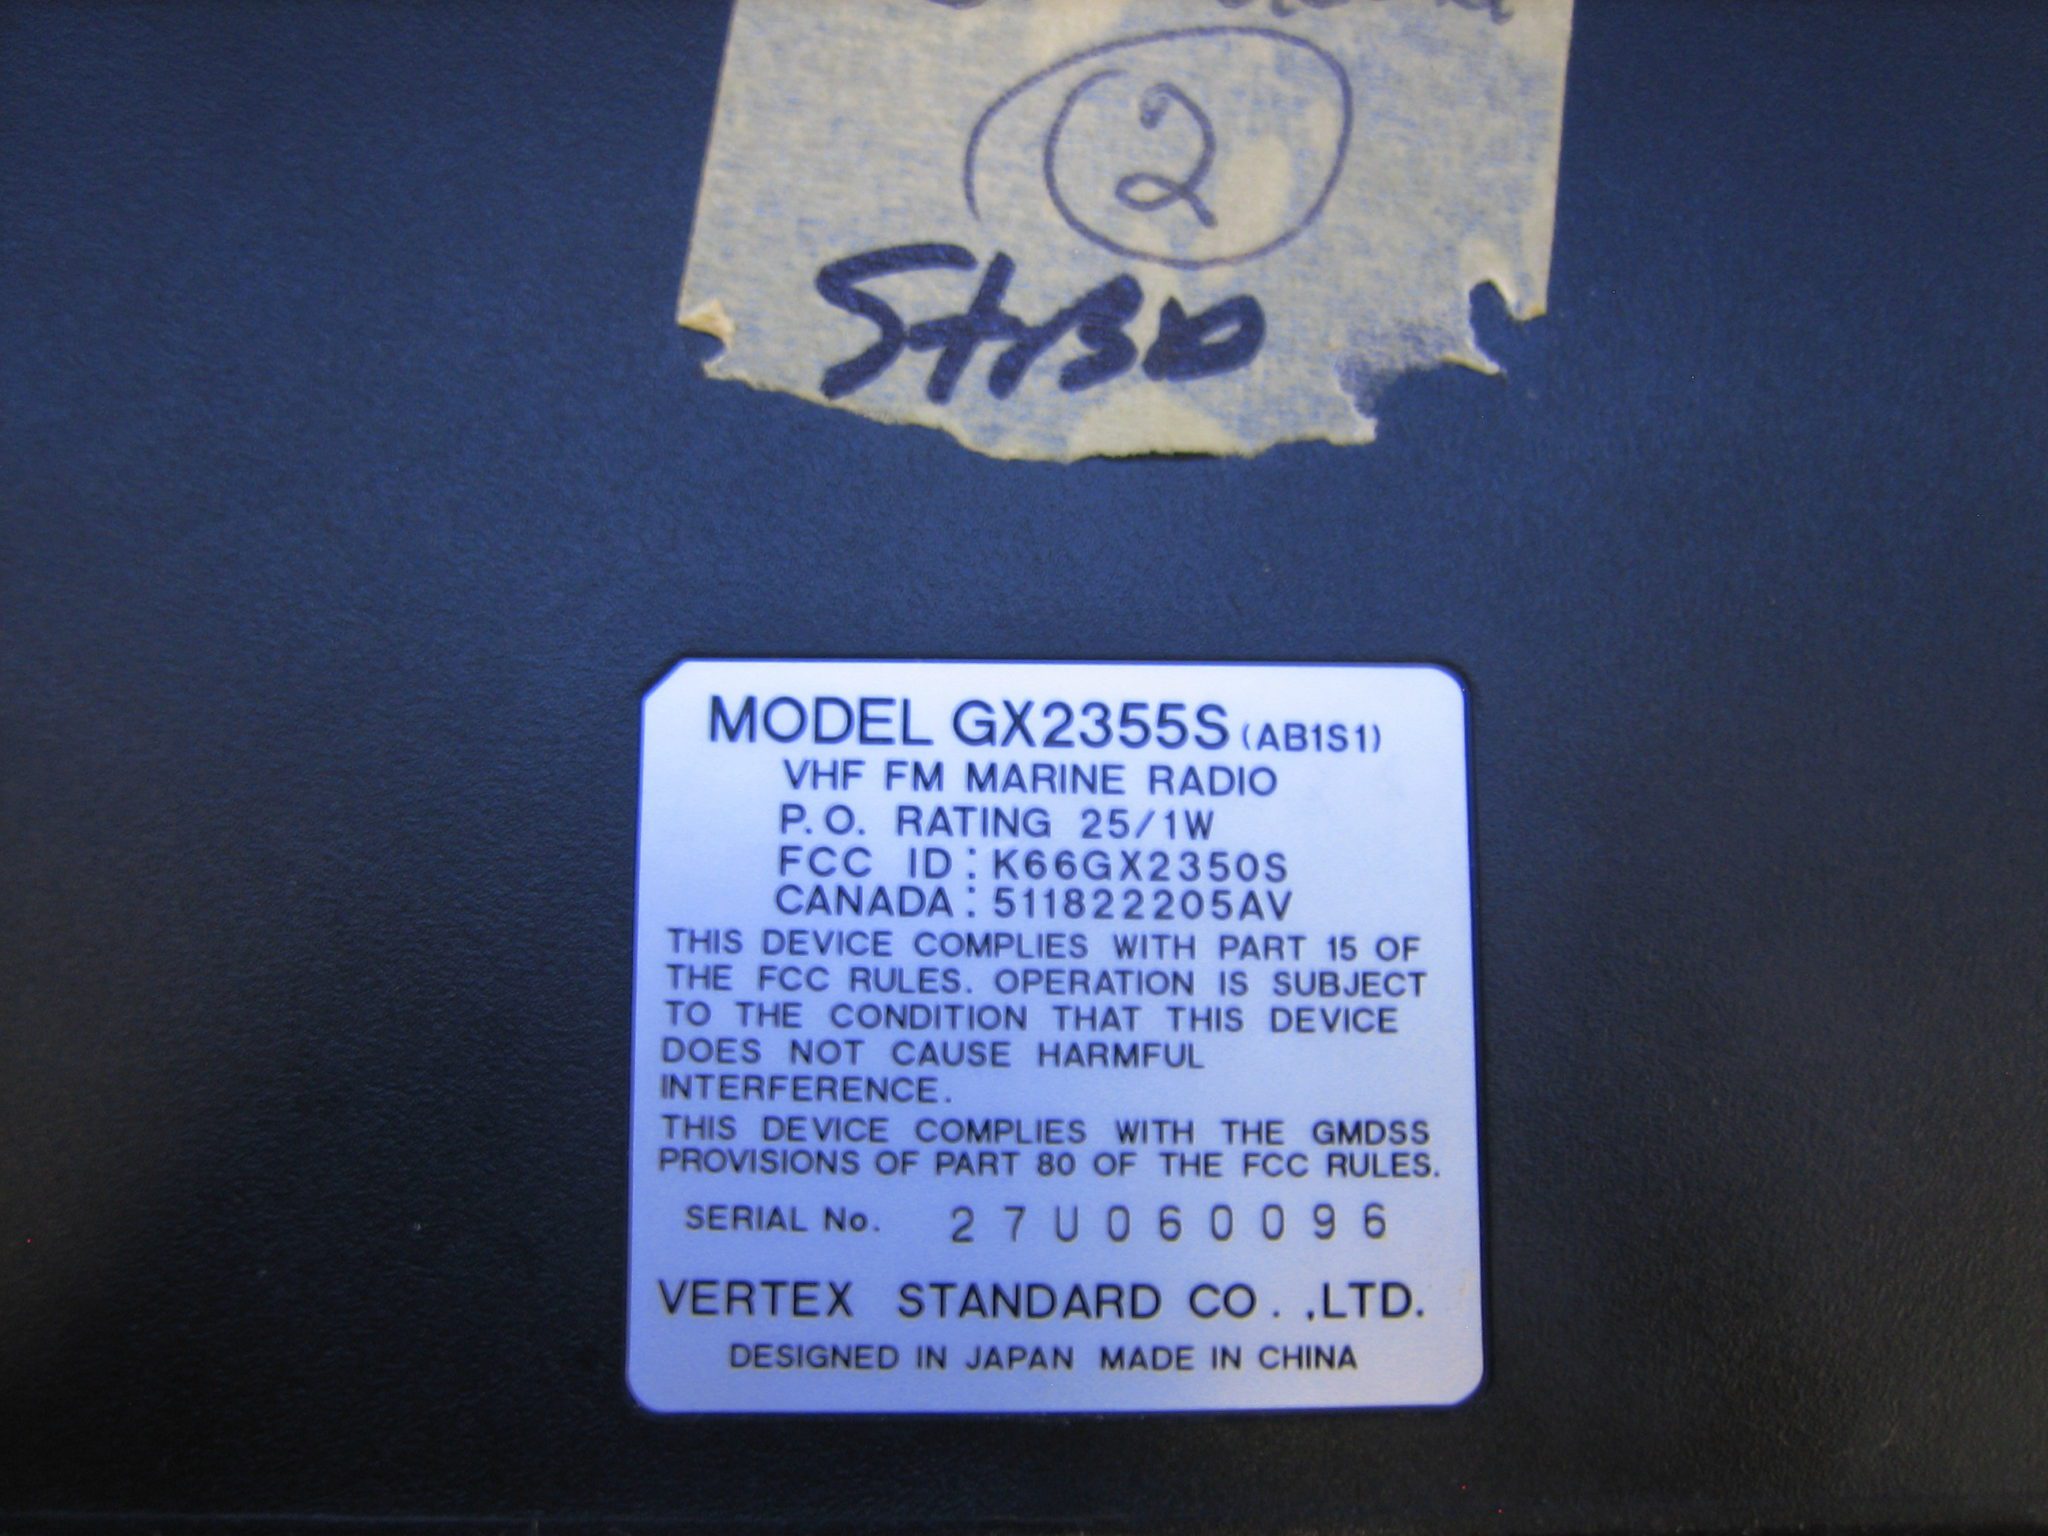 2
StrBD
MODEL GX2355S (AB1S1)
VHF FM MARINE RADIO
P.O. RATING 25/1W
FCC ID: K66GX2350S
CANADA: 511822205AV
THIS DEVICE COMPLIES WITH PART 15 OF
THE FCC RULES. OPERATION IS SUBJECT
TO THE CONDITION THAT THIS DEVICE
DOES NOT CAUSE HARMFUL
INTERFERENCE.
THIS DEVICE COMPLIES WITH THE GMDSS
PROVISIONS OF PART 80 OF THE FCC RULES.
SERIAL No. 27U060096
VERTEX STANDARD CO.,LTD.
DESIGNED IN JAPAN MADE IN CHINA